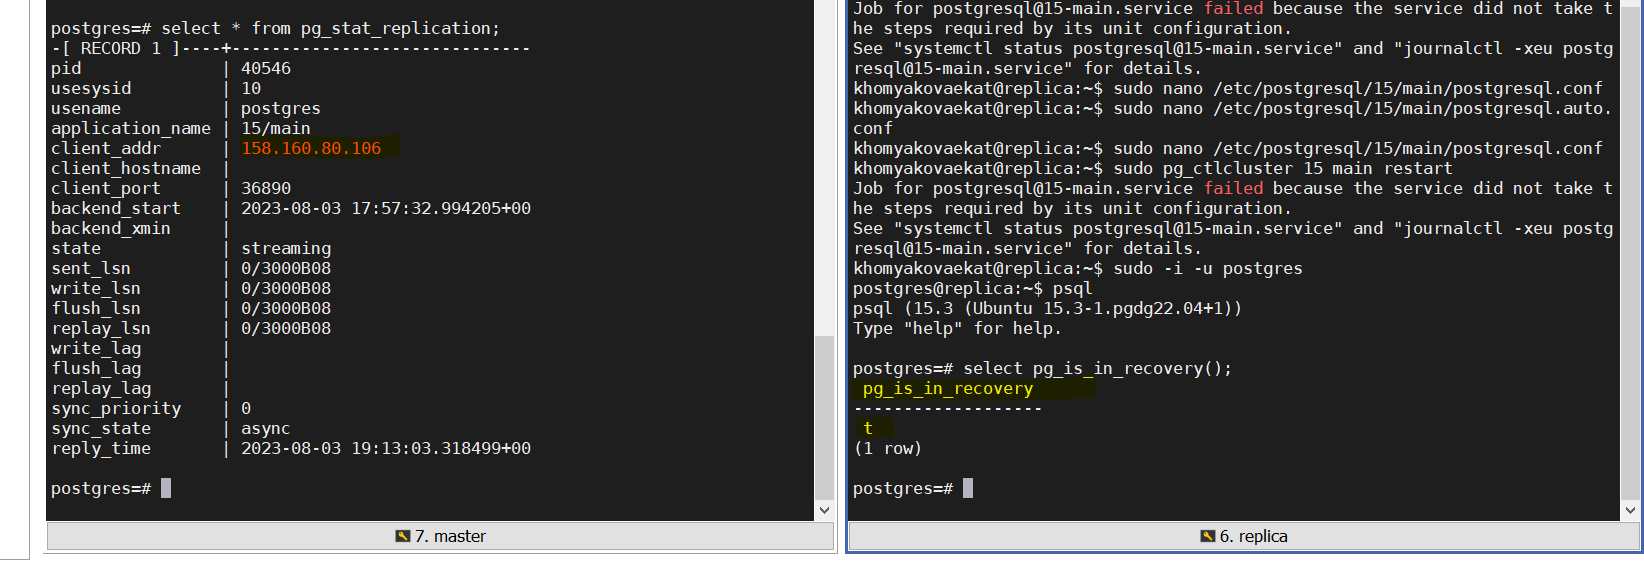 postgres=# select * from pg_stat_replication;
-[ RECORD 1 ]----+------------------------------
pid              | 40546
usesysid         | 10
usename          | postgres
application_name | 15/main
client_addr      | 158.160.80.106
client_hostname  |
client_port      | 36890
backend_start    | 2023-08-03 17:57:32.994205+00
backend_xmin     |
state            | streaming
sent_lsn         | 0/3000B08
write_lsn        | 0/3000B08
flush_lsn        | 0/3000B08
replay_lsn       | 0/3000B08
write_lag        |
flush_lag        |
replay_lag       |
sync_priority    | 0
sync_state       | async
reply_time       | 2023-08-03 19:13:03.318499+00
postgres=#
7. master
Job for postgresql@15-main.service failed because the service did not take t
he steps required by its unit configuration.
See "systemctl status postgresql@15-main.service" and "journalctl -xeu postg
resql@15-main.service" for details.
khomyakovaekat@replica:~$ sudo nano /etc/postgresql/15/main/postgresql.conf
khomyakovaekat@replica:~$ sudo nano /etc/postgresql/15/main/postgresql.auto.
conf
khomyakovaekat@replica:~$ sudo nano /etc/postgresql/15/main/postgresql.conf
khomyakovaekat@replica:~$ sudo pg_ctlcluster 15 main restart
Job for postgresql@15-main.service failed because the service did not take t
he steps required by its unit configuration.
See "systemctl status postgresql@15-main.service" and "journalctl -xeu postg
resql@15-main.service" for details.
khomyakovaekat@replica:~$ sudo -i -u postgres
postgres@replica:~$ psql
psql (15.3 (Ubuntu 15.3-1.pgdg22.04+1))
Type "help" for help.
postgres=# select pg_is_in_recovery();
 pg_is_in_recovery
-------------------
 t
(1 row)
postgres=#
6. replica